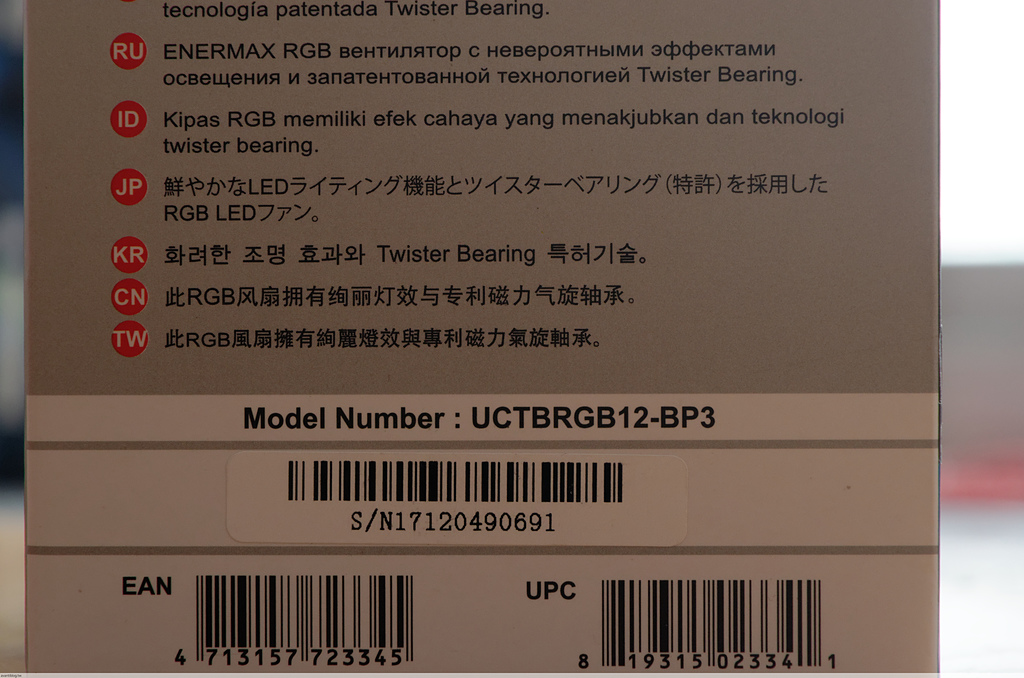 tecnología patentada Twister Bearing.
RU ENERMAX RGB вентилятор с невероятными эффектами
освещения и запатентованной технологией Twister Bearing.
ID Kipas RGB memiliki efek cahaya yang menakjubkan dan teknologi
twister bearing.
JP 鮮やかなLEDライティング機能とツイスターベアリング（特許）を採用した
RGB LEDファン。
KR 화려한 조명 효과와 Twister Bearing 특허기술。
CN 此RGB风扇拥有绚丽灯效与专利磁力气旋轴承。
TW 此RGB風扇擁有絢麗燈效與專利磁力氣旋軸承。
Model Number : UCTBRGB12-BP3
S/N17120490691
EAN
4 713157 723345
UPC
8 19315 02334 1